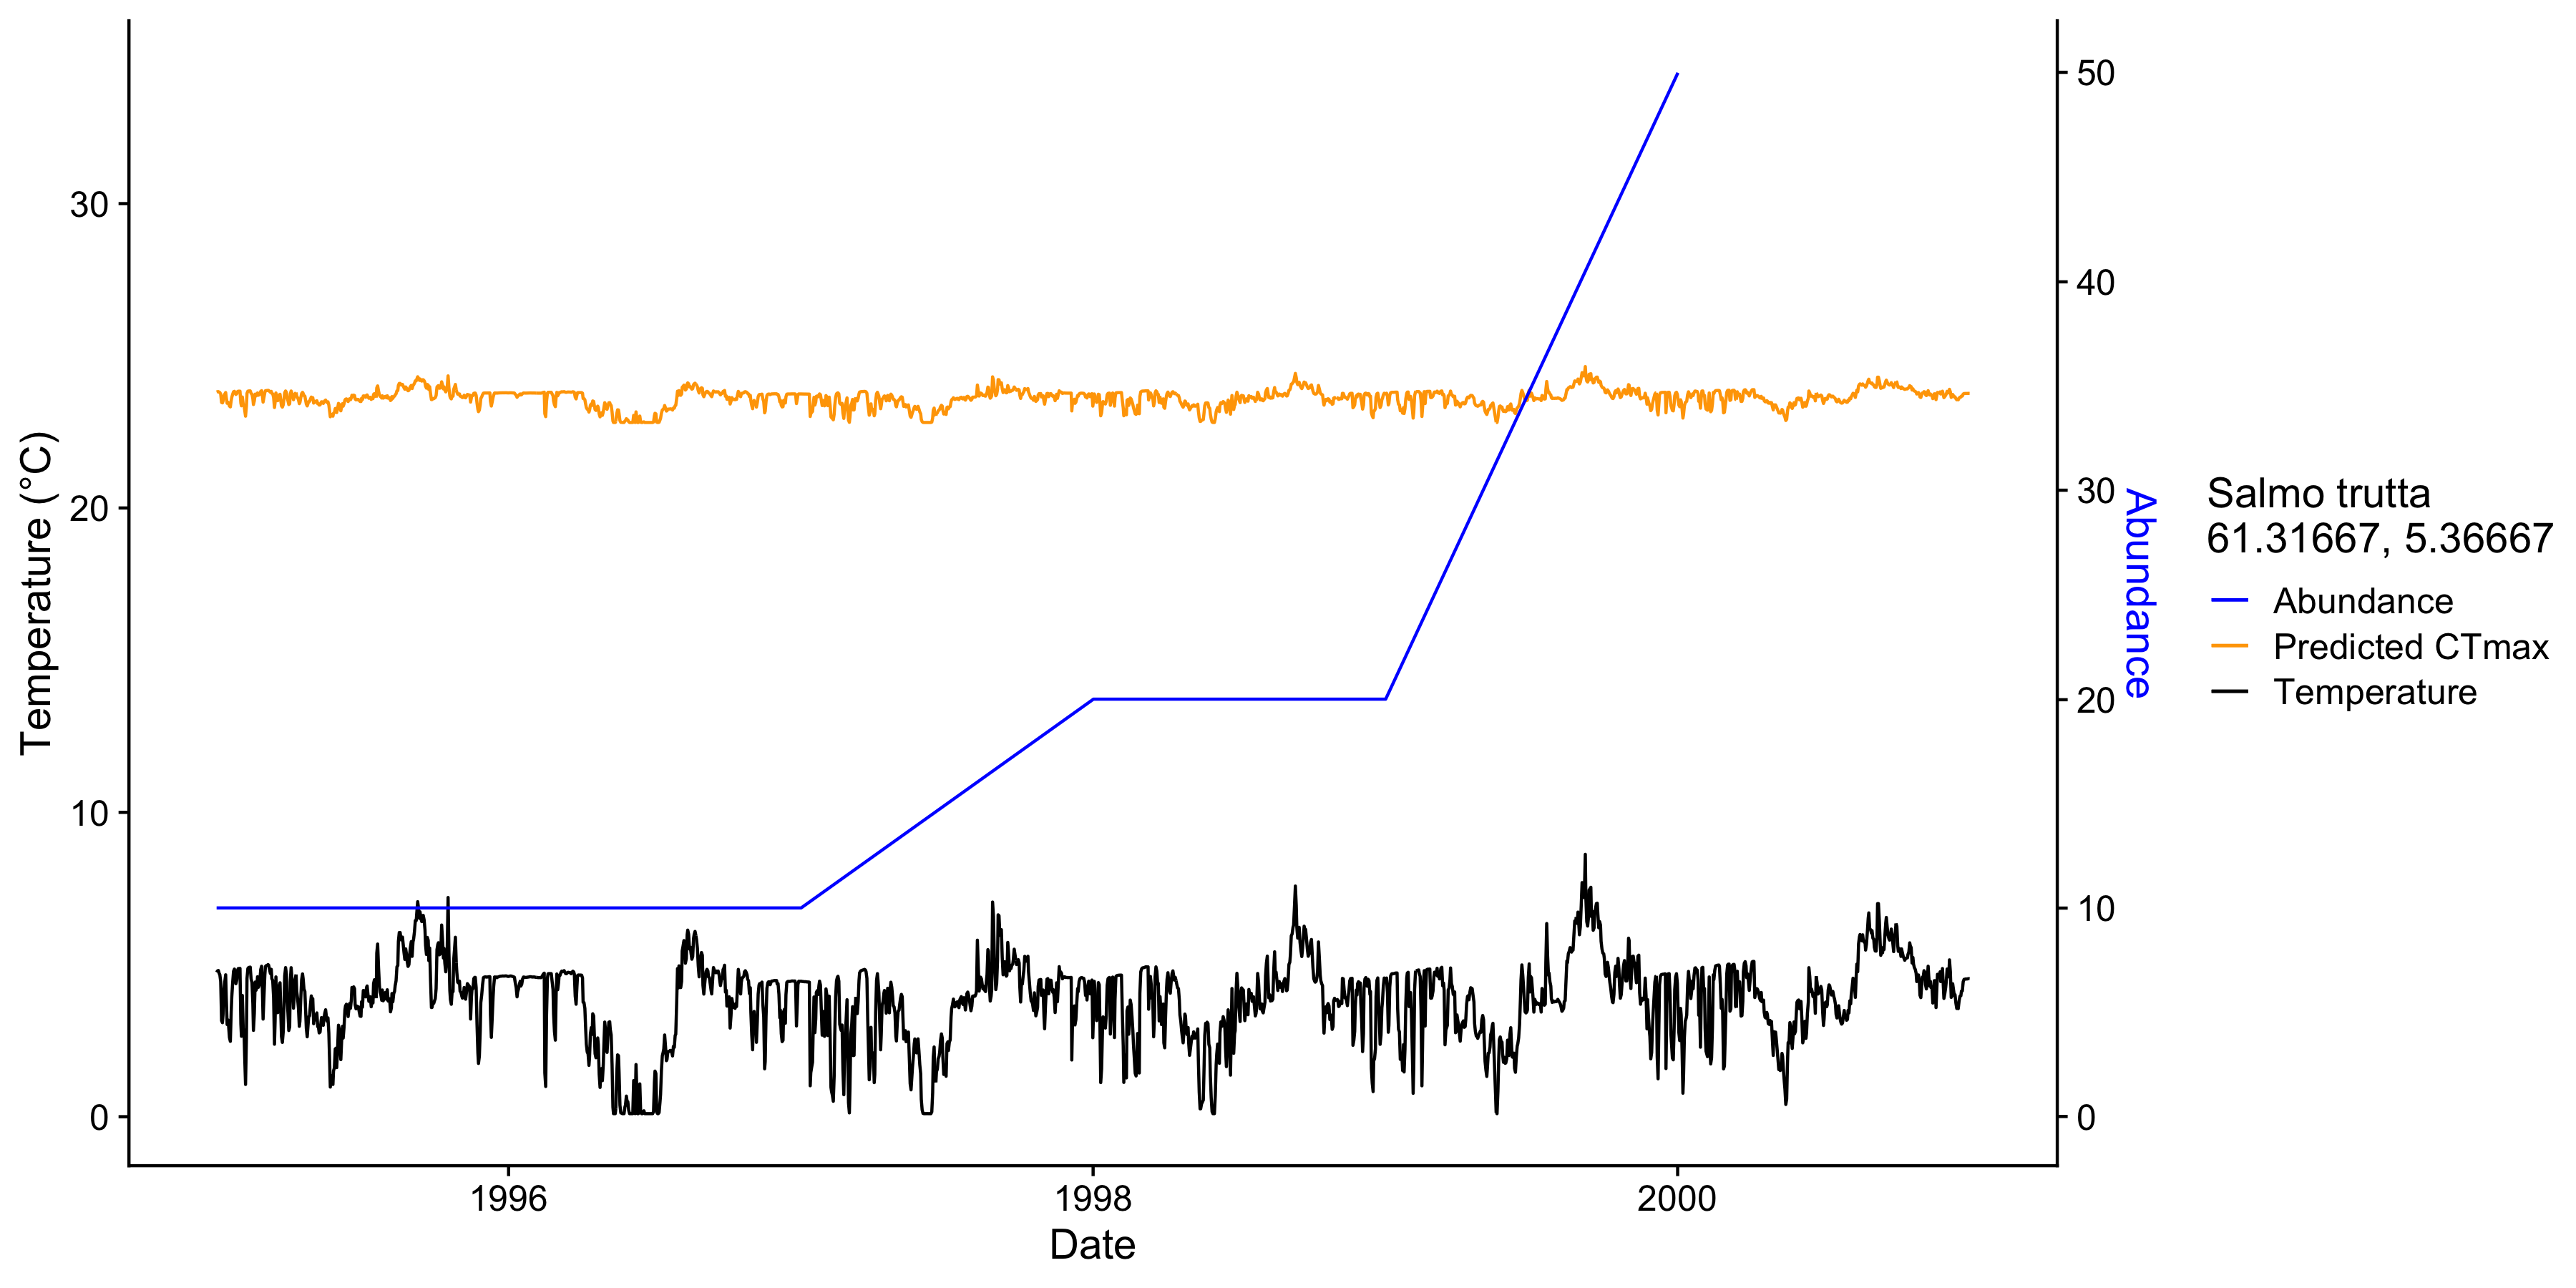 Temperature (°C)
30
20
10
0
1996
1998
2000
Date
50
40
30
20
10
0
Abundance
Salmo trutta
61.31667, 5.36667
Abundance
Predicted CTmax
Temperature